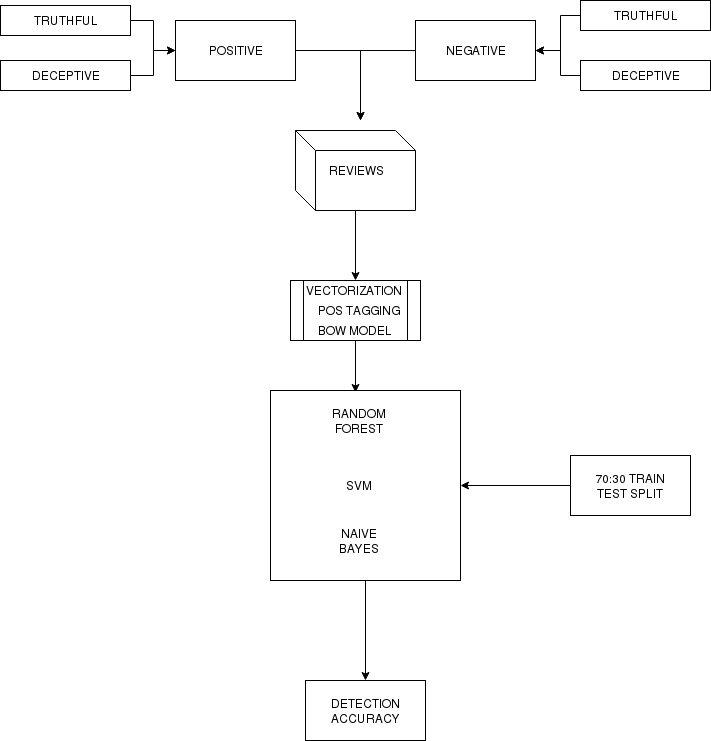 TRUTHFUL
TRUTHFUL
POSITIVE
NEGATIVE
DECEPTIVE
DECEPTIVE
REVIEWS
VECTORIZATION
POS TAGGING
BOW MODEL
RANDOM
FOREST
SVM
NAIVE
BAYES
70:30 TRAIN
TEST SPLIT
DETECTION
ACCURACY